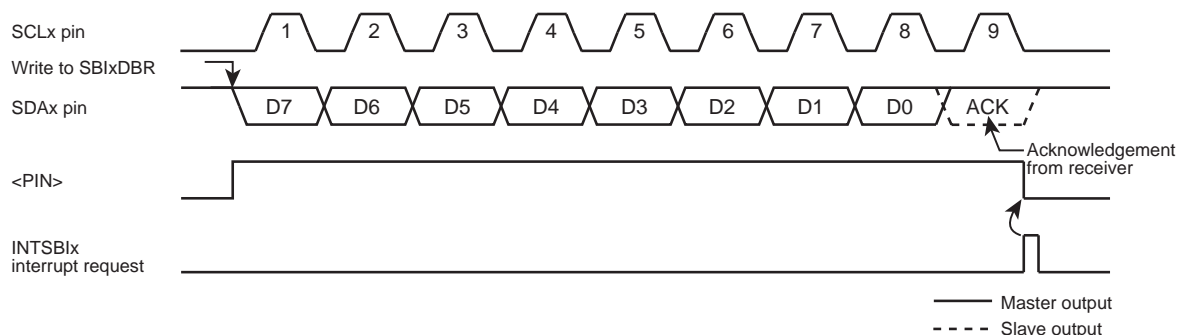 SCLx pin
1 2 3 4 5 6 7 8 9
Write to SBIxDBR
SDAx pin
D7 D6 D5 D4 D3 D2 D1 D0 ACK
Acknowledgement
from receiver
<PIN>
INTSBIx
interrupt request
Master output
Slave output